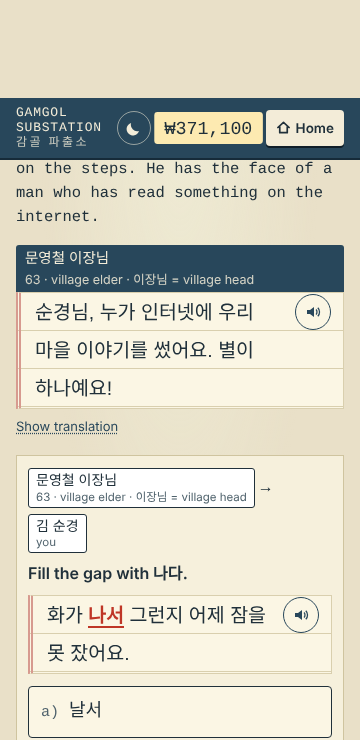 GAMGOL
SUBSTATION
감골 파출소
₩371,100
Home
on the steps. He has the face of a
man who has read something on the
internet.
문영철 이장님
63 · village elder · 이장님 = village head
순경님, 누가 인터넷에 우리
마을 이야기를 썼어요. 별이
하나예요!
Show translation
문영철 이장님
63 · village elder · 이장님 = village head
→
김 순경
you
Fill the gap with 나다.
화가 나서 그런지 어제 잠을
못 잤어요.
a) 날서